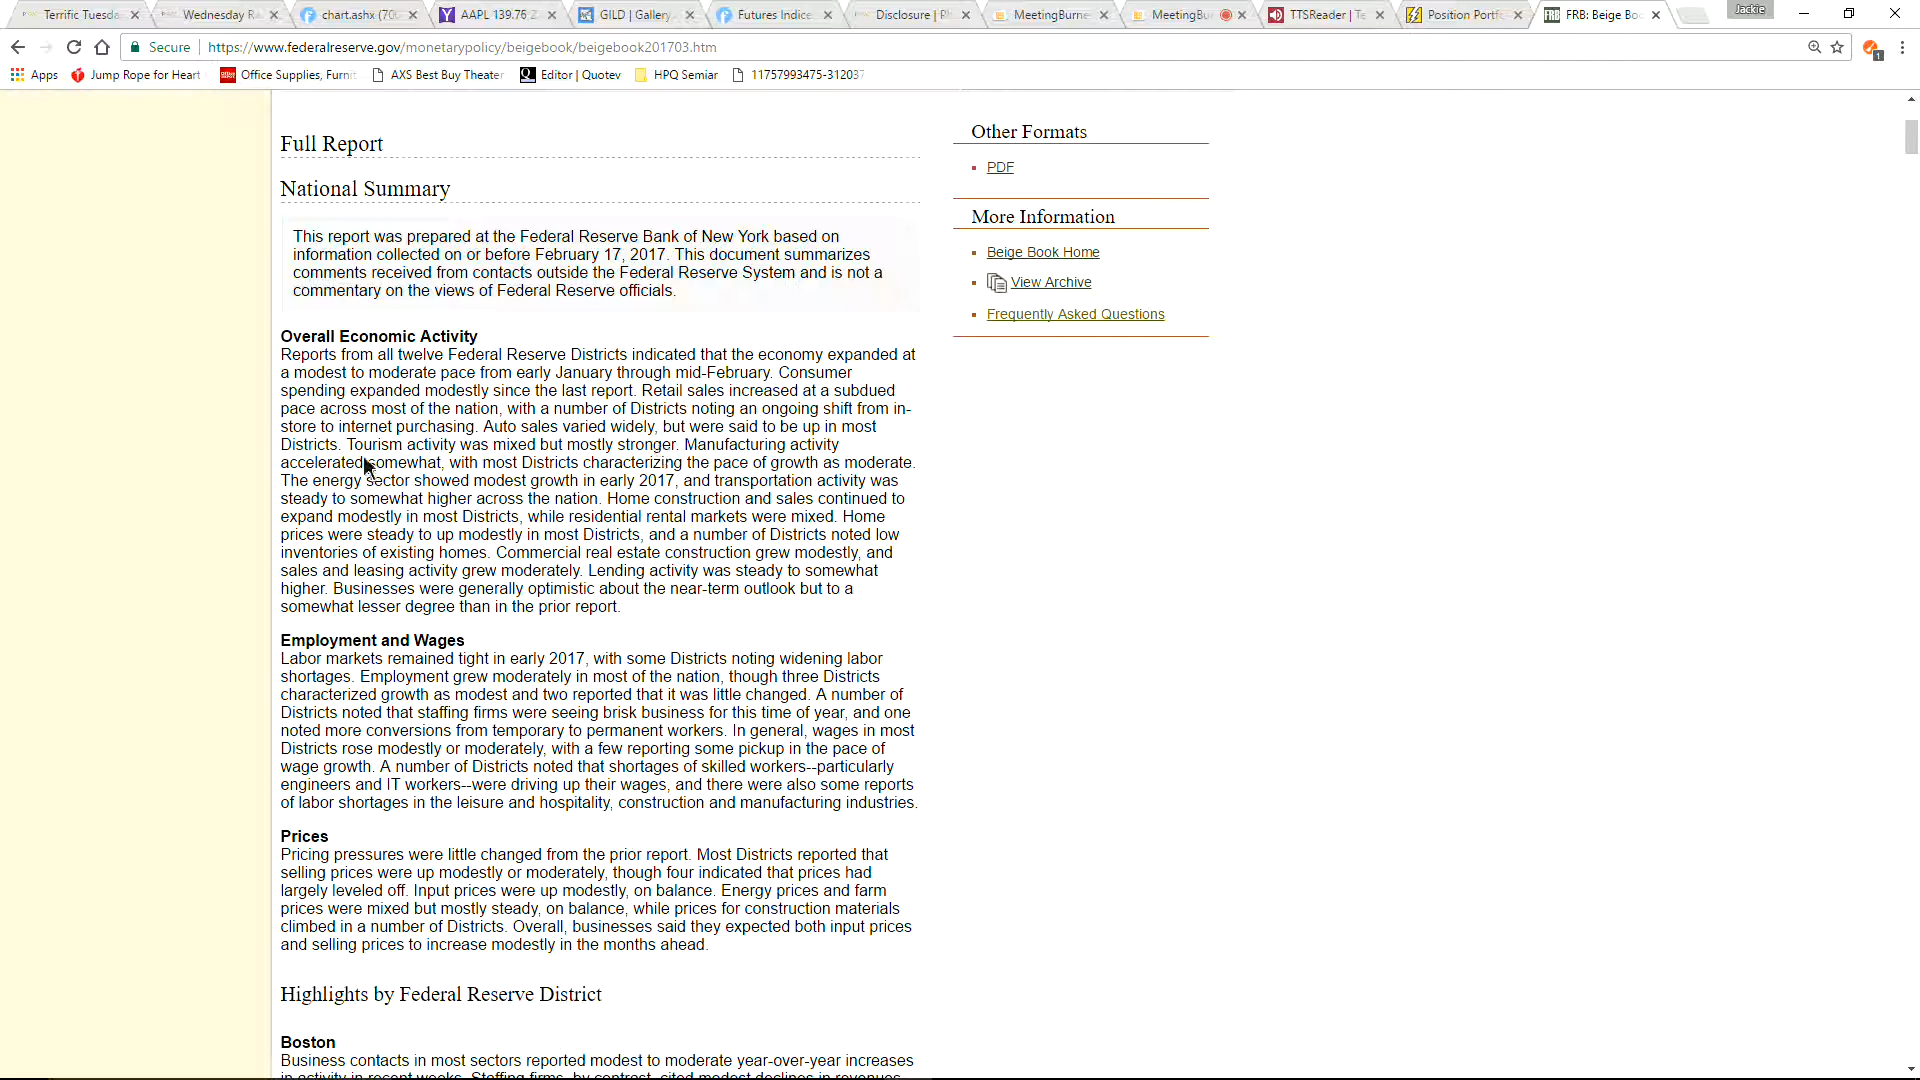 Terrific Tuesda
Wednesday R
chart.ashx (700
AAPL 139.76
GILD | Gallery
Futures Indice
Disclosure | P
MeetingBurne
MeetingBu
TTSReader | Te
Position Portf
FRB: Beige Bo
Jackie
Secure
https://www.federalreserve.gov/monetarypolicy/beigebook/beigebook201703.htm
1
Apps
Jump Rope for Heart
Office Supplies, Furnit
AXS Best Buy Theater
Editor | Quotev
HPQ Semiar
11757993475-312037
Full Report
National Summary
This report was prepared at the Federal Reserve Bank of New York based on
information collected on or before February 17, 2017. This document summarizes
comments received from contacts outside the Federal Reserve System and is not a
commentary on the views of Federal Reserve officials.
Overall Economic Activity
Reports from all twelve Federal Reserve Districts indicated that the economy expanded at
a modest to moderate pace from early January through mid-February. Consumer
spending expanded modestly since the last report. Retail sales increased at a subdued
pace across most of the nation, with a number of Districts noting an ongoing shift from in-
store to internet purchasing. Auto sales varied widely, but were said to be up in most
Districts. Tourism activity was mixed but mostly stronger. Manufacturing activity
accelerated somewhat, with most Districts characterizing the pace of growth as moderate.
The energy sector showed modest growth in early 2017, and transportation activity was
steady to somewhat higher across the nation. Home construction and sales continued to
expand modestly in most Districts, while residential rental markets were mixed. Home
prices were steady to up modestly in most Districts, and a number of Districts noted low
inventories of existing homes. Commercial real estate construction grew modestly, and
sales and leasing activity grew moderately. Lending activity was steady to somewhat
higher. Businesses were generally optimistic about the near-term outlook but to a
somewhat lesser degree than in the prior report.
Employment and Wages
Labor markets remained tight in early 2017, with some Districts noting widening labor
shortages. Employment grew moderately in most of the nation, though three Districts
characterized growth as modest and two reported that it was little changed. A number of
Districts noted that staffing firms were seeing brisk business for this time of year, and one
noted more conversions from temporary to permanent workers. In general, wages in most
Districts rose modestly or moderately, with a few reporting some pickup in the pace of
wage growth. A number of Districts noted that shortages of skilled workers--particularly
engineers and IT workers--were driving up their wages, and there were also some reports
of labor shortages in the leisure and hospitality, construction and manufacturing industries.
Prices
Pricing pressures were little changed from the prior report. Most Districts reported that
selling prices were up modestly or moderately, though four indicated that prices had
largely leveled off. Input prices were up modestly, on balance. Energy prices and farm
prices were mixed but mostly steady, on balance, while prices for construction materials
climbed in a number of Districts. Overall, businesses said they expected both input prices
and selling prices to increase modestly in the months ahead.
Highlights by Federal Reserve District
Boston
Business contacts in most sectors reported modest to moderate year-over-year increases
in activity in recent weeks. Staffing firms, by contrast, cited modest declines in revenues
Other Formats
PDF
More Information
Beige Book Home
View Archive
Frequently Asked Questions